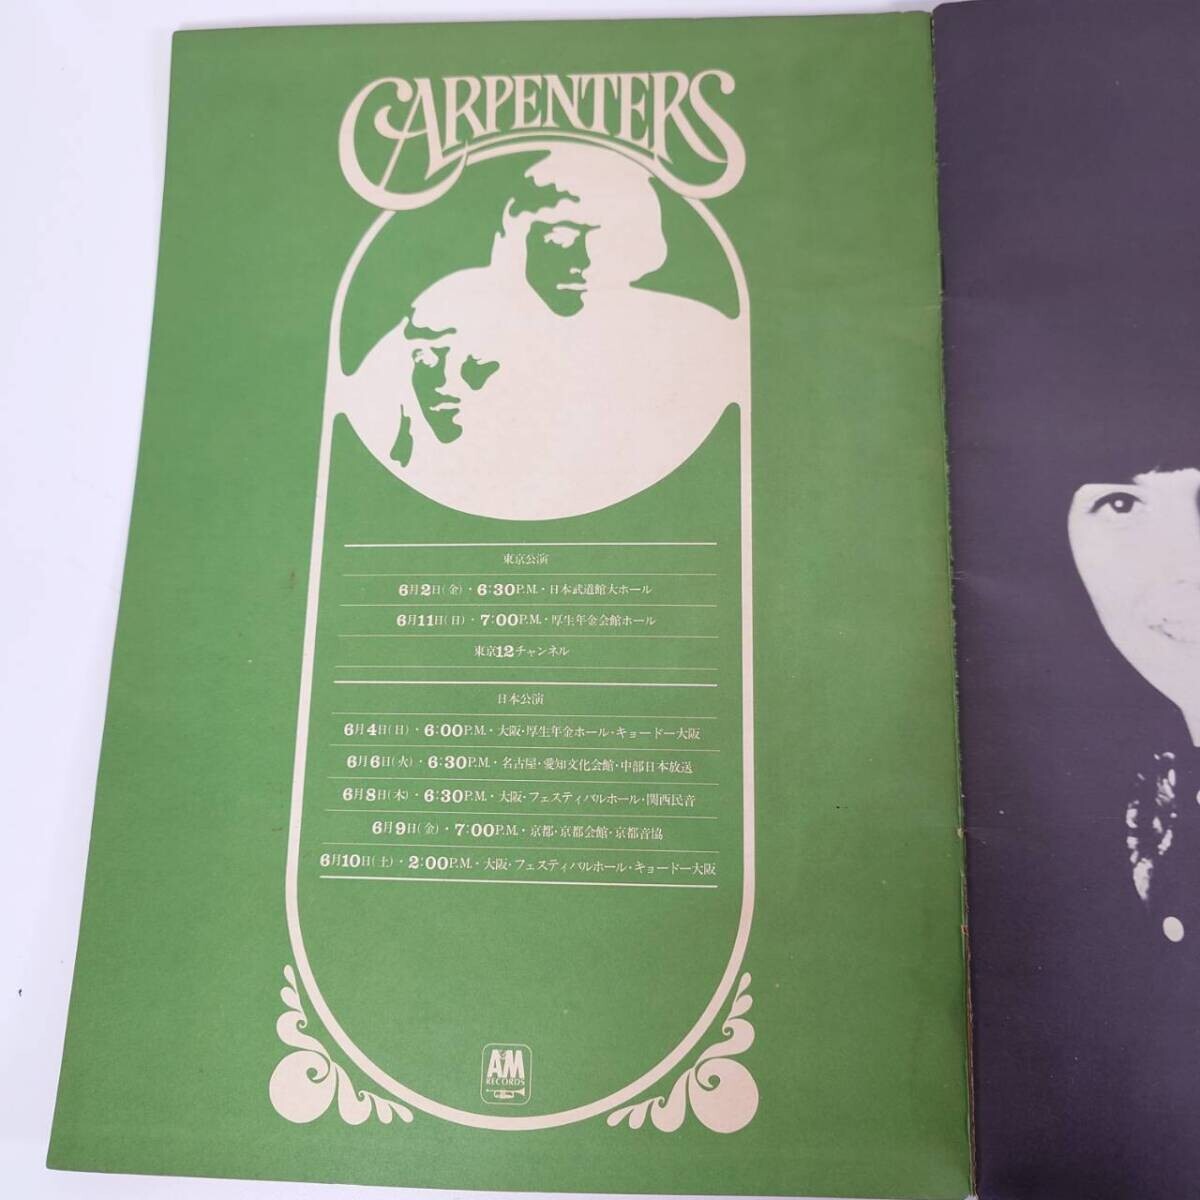 CARPENTERS
東京公演
6月2日(金)・6:30P.M.・日本武道館大ホール
6月11日(日)・7:00P.M.・厚生年金会館ホール
東京12チャンネル
日本公演
6月4日(日)・6:00P.M.・大阪・厚生年金ホール・キョードー大阪
6月6日(火)・6:30P.M.・名古屋・愛知文化会館・中部日本放送
6月8日(木)・6:30P.M.・大阪・フェスティバルホール・関西民音
6月9日(金)・7:00P.M.・京都・京都会館・京都音協
6月10日(土)・2:00P.M.・大阪・フェスティバルホール・キョードー大阪
A&M
RECORDS